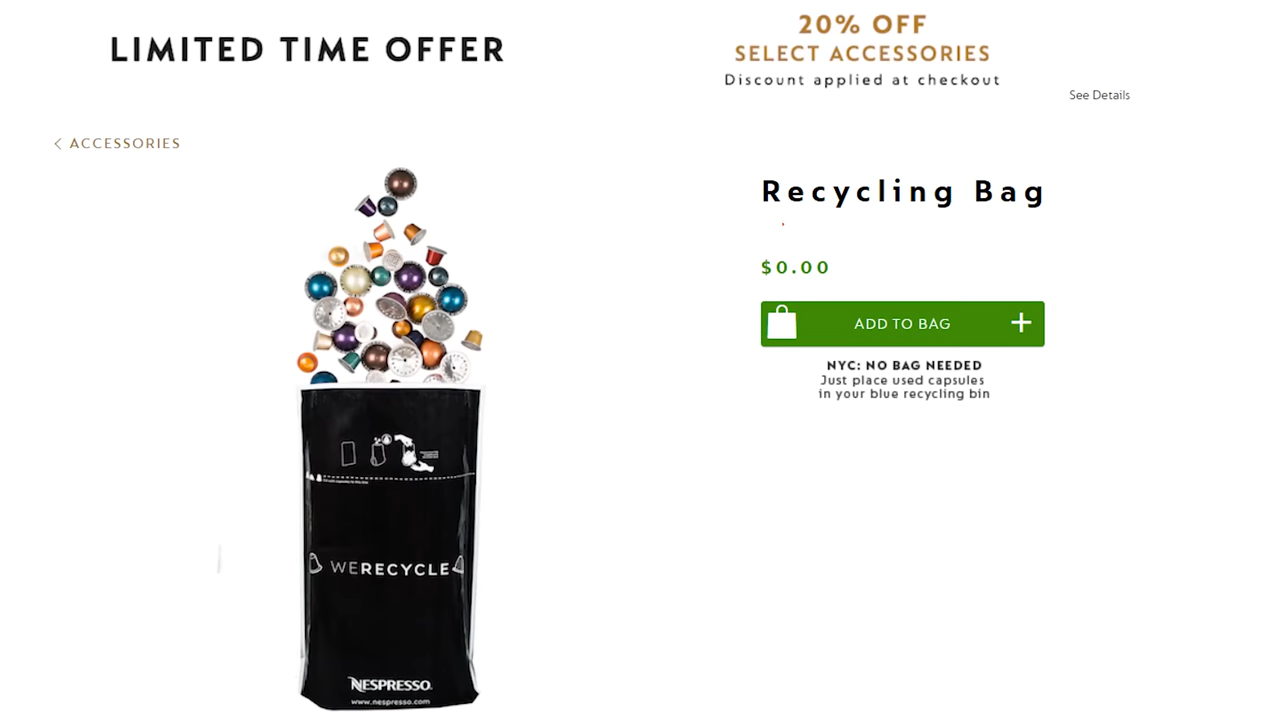 LIMITED TIME OFFER
20% OFF
SELECT ACCESSORIES
Discount applied at checkout
See Details
< ACCESSORIES
Recycling Bag
$0.00
ADD TO BAG
NYC: NO BAG NEEDED
Just place used capsules
in your blue recycling bin
WERECYCLE
NESPRESSO.
www.nespresso.com